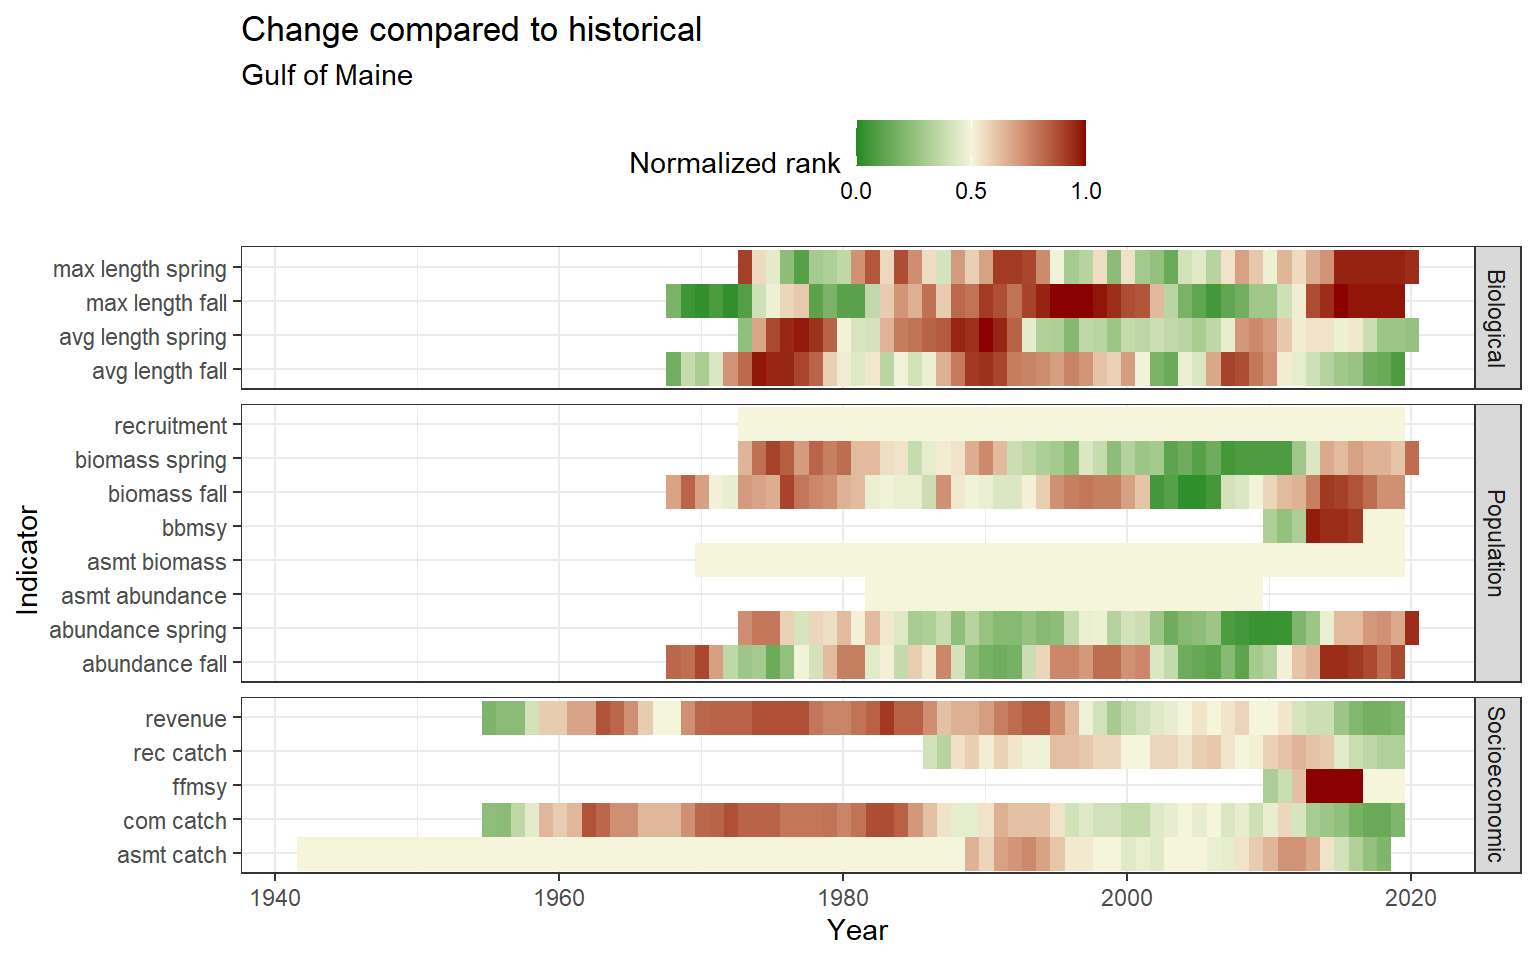 Change compared to historical
Gulf of Maine
Normalized rank
0.0 0.5 1.0
max length spring
max length fall
avg length spring
avg length fall
Biological
recruitment
biomass spring
biomass fall
bbmsy
asmt biomass
asmt abundance
abundance spring
abundance fall
Population
revenue
rec catch
ffmsy
com catch
asmt catch
Socioeconomic
Indicator
1940 1960 1980 2000 2020
Year